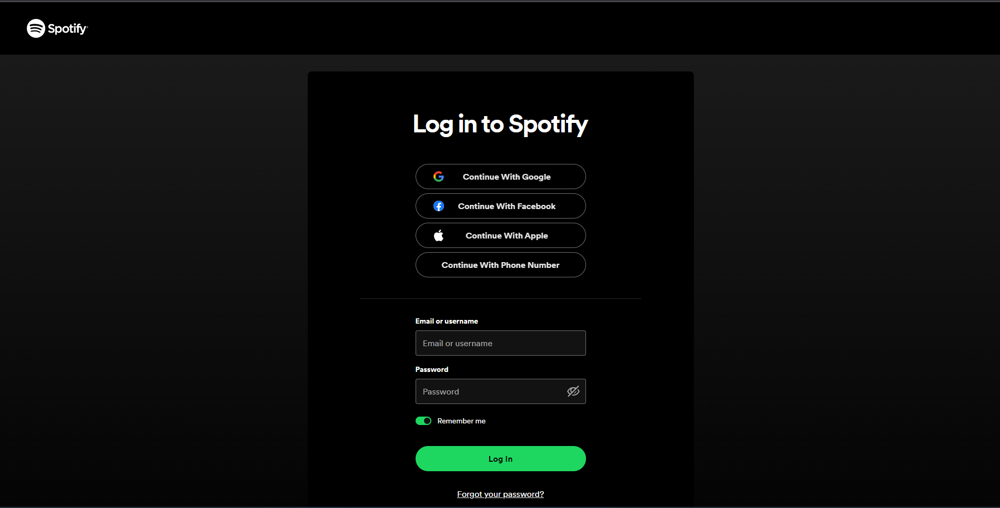 Spotify
Log in to Spotify
Continue With Google
Continue With Facebook
Continue With Apple
Continue With Phone Number
Email or username
Email or username
Password
Password
Remember me
Log In
Forgot your password?